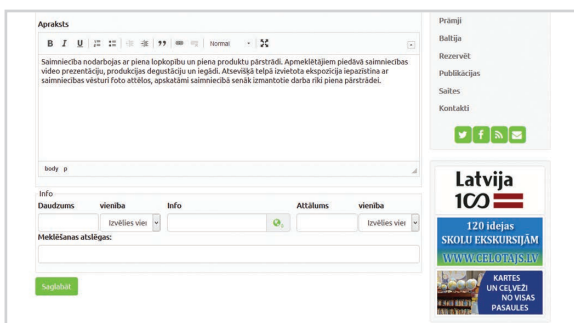 Apraksts
B I U Normal
Saimniecība nodarbojas ar piena lopkopību un piena produktu pārstrādi. Apmeklētājiem piedāvā saimniecības
video prezentāciju, produkcijas degustāciju un iegādi. Atsevišķā telpā izvietota ekspozīcija iepazīstina ar
saimniecības vēsturi foto attēlos, apskatāmi saimniecībā senāk izmantotie darba rīki piena pārstrādei.
body p
Info
Daudzums vienība Info Attālums vienība
Izvēlies vien Izvēlies vien
Meklēšanas atslēgas:
Saglabāt
Prāmji
Baltija
Rezervēt
Publikācijas
Saites
Kontakti
Latvija
100
120 idejas
SKOLU EKSKURSIJĀM
WWW.CELOTAJS.LV
KARTES
UN CEĻVEŽI
NO VISAS
PASAULES